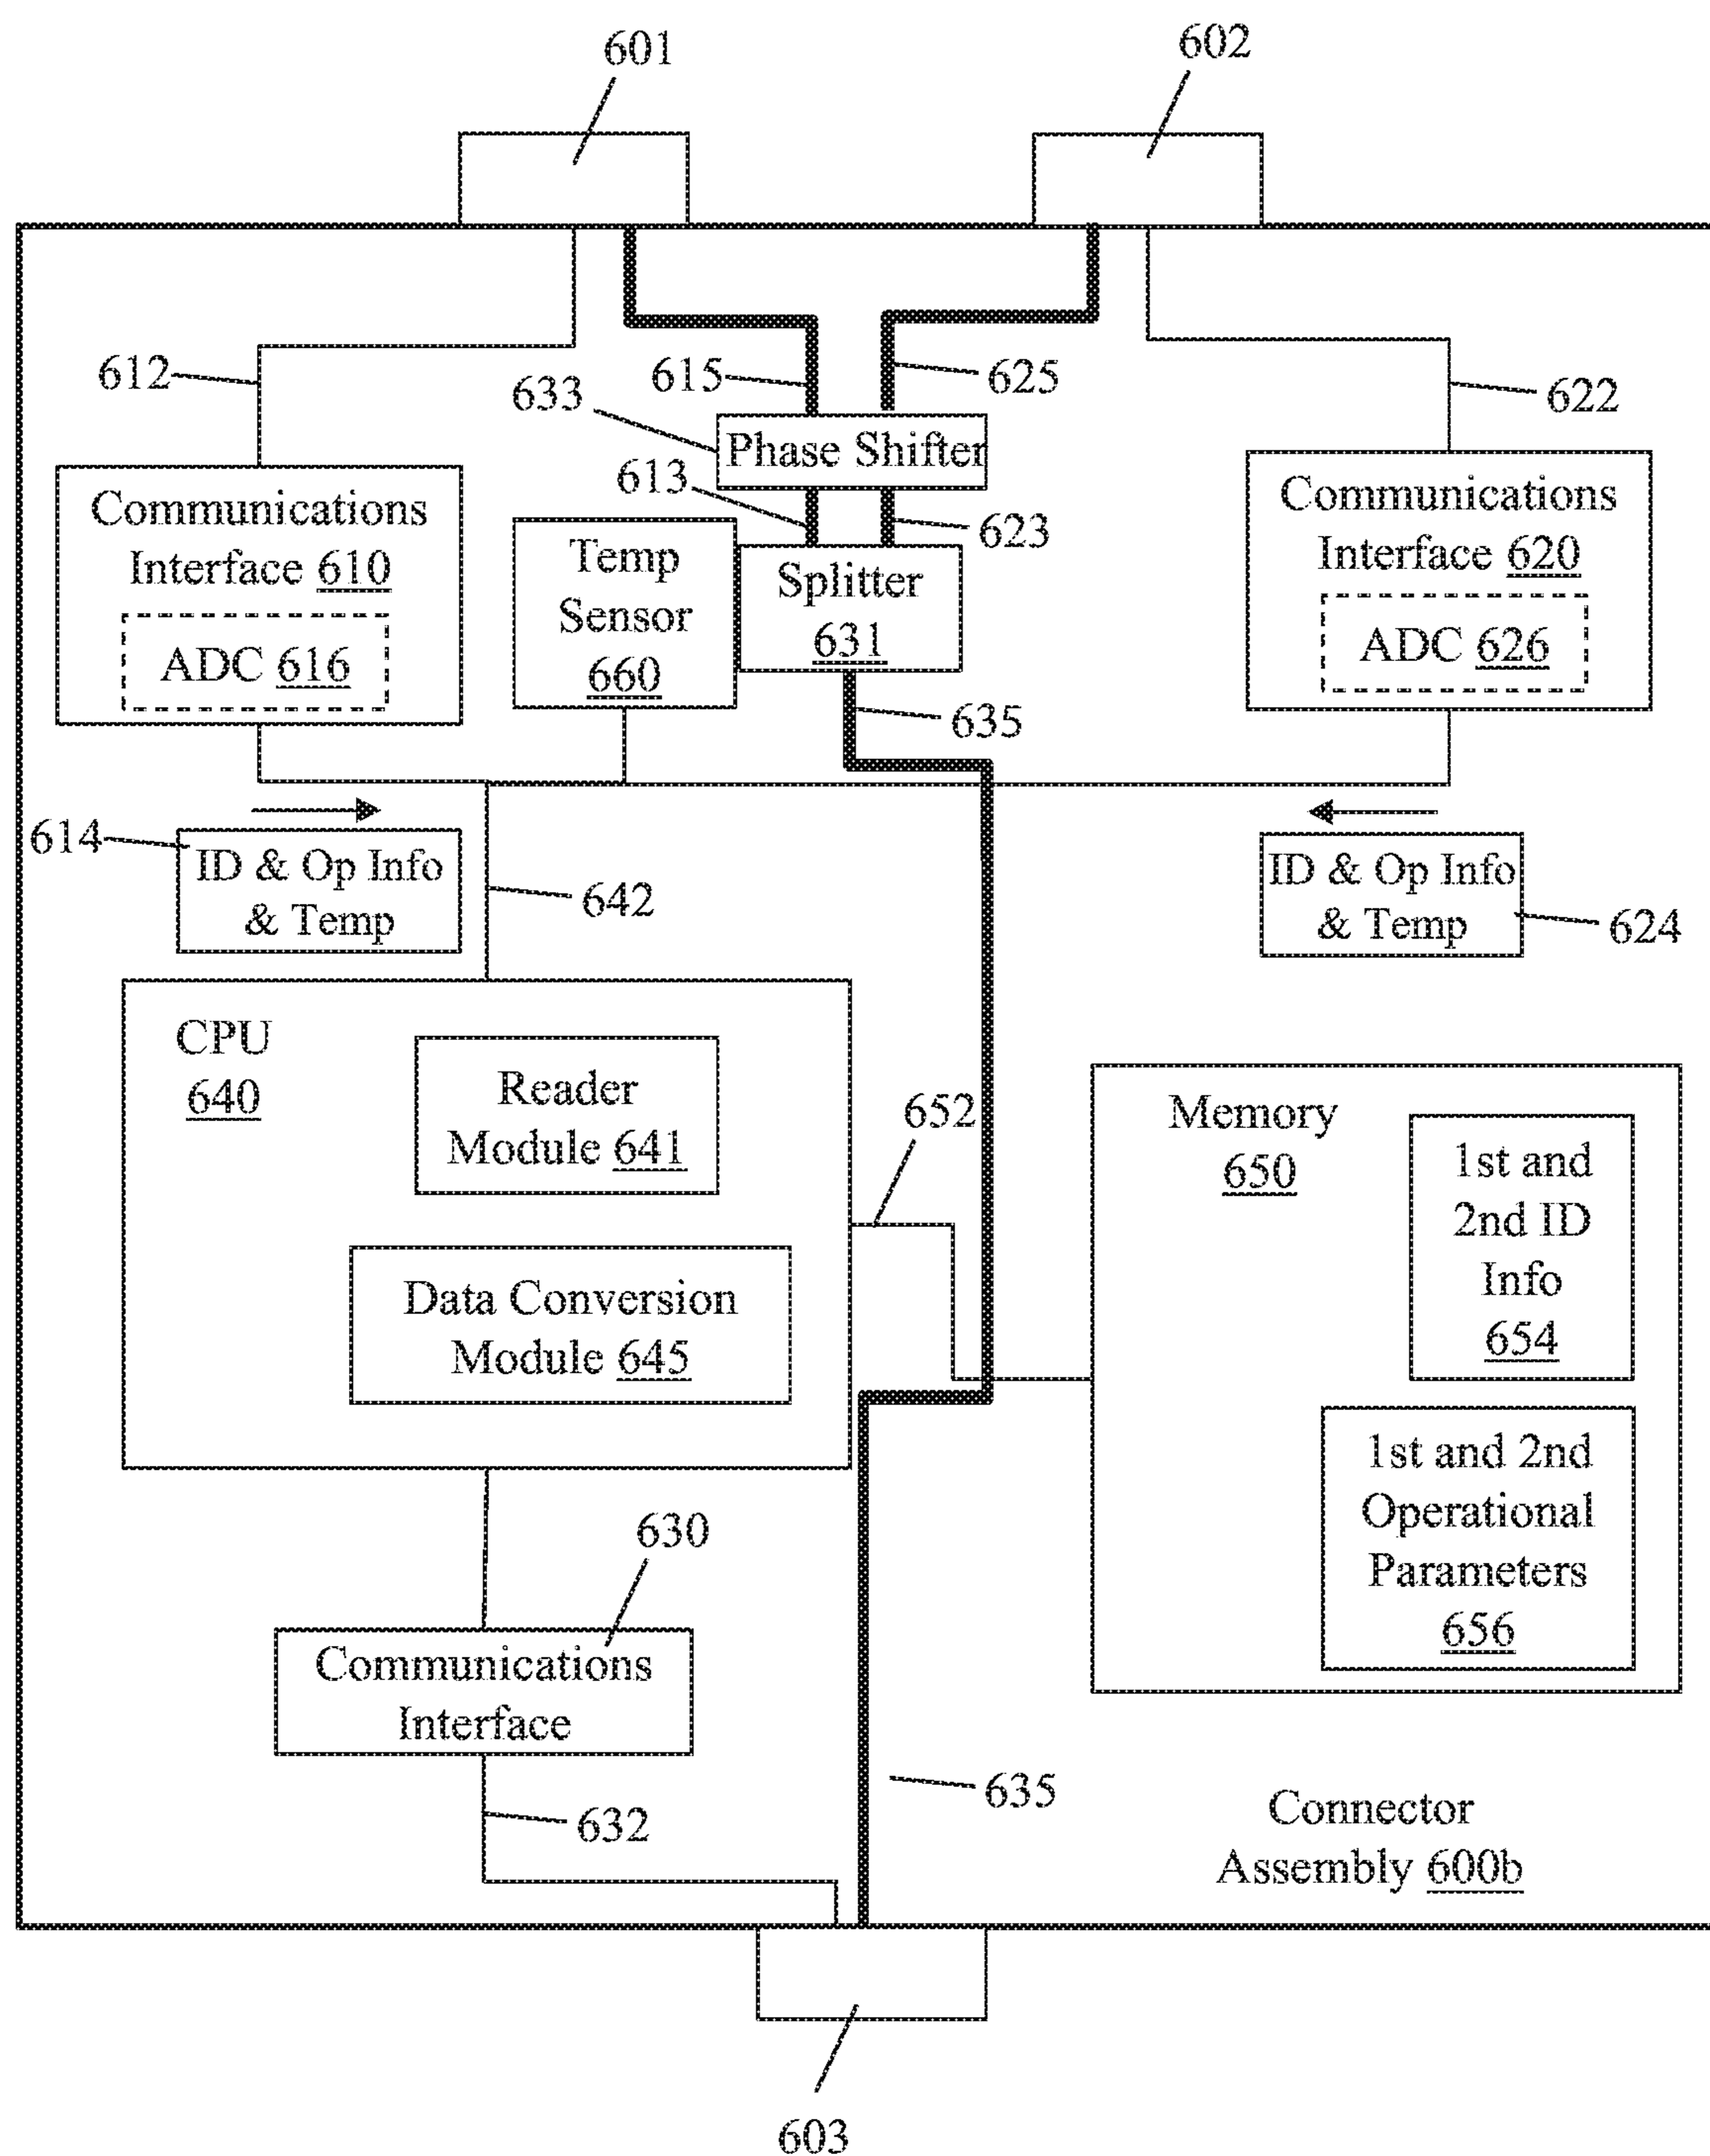 601
602
612
615
625
622
633
Phase Shifter
613
623
Communications
Interface 610
ADC 616
Temp
Sensor
660
Splitter
631
Communications
Interface 620
ADC 626
635
614
ID & Op Info
& Temp
642
ID & Op Info
& Temp
624
CPU
640
Reader
Module 641
652
Memory
650
1st and
2nd ID
Info
654
Data Conversion
Module 645
1st and 2nd
Operational
Parameters
656
630
Communications
Interface
632
635
Connector
Assembly 600b
603